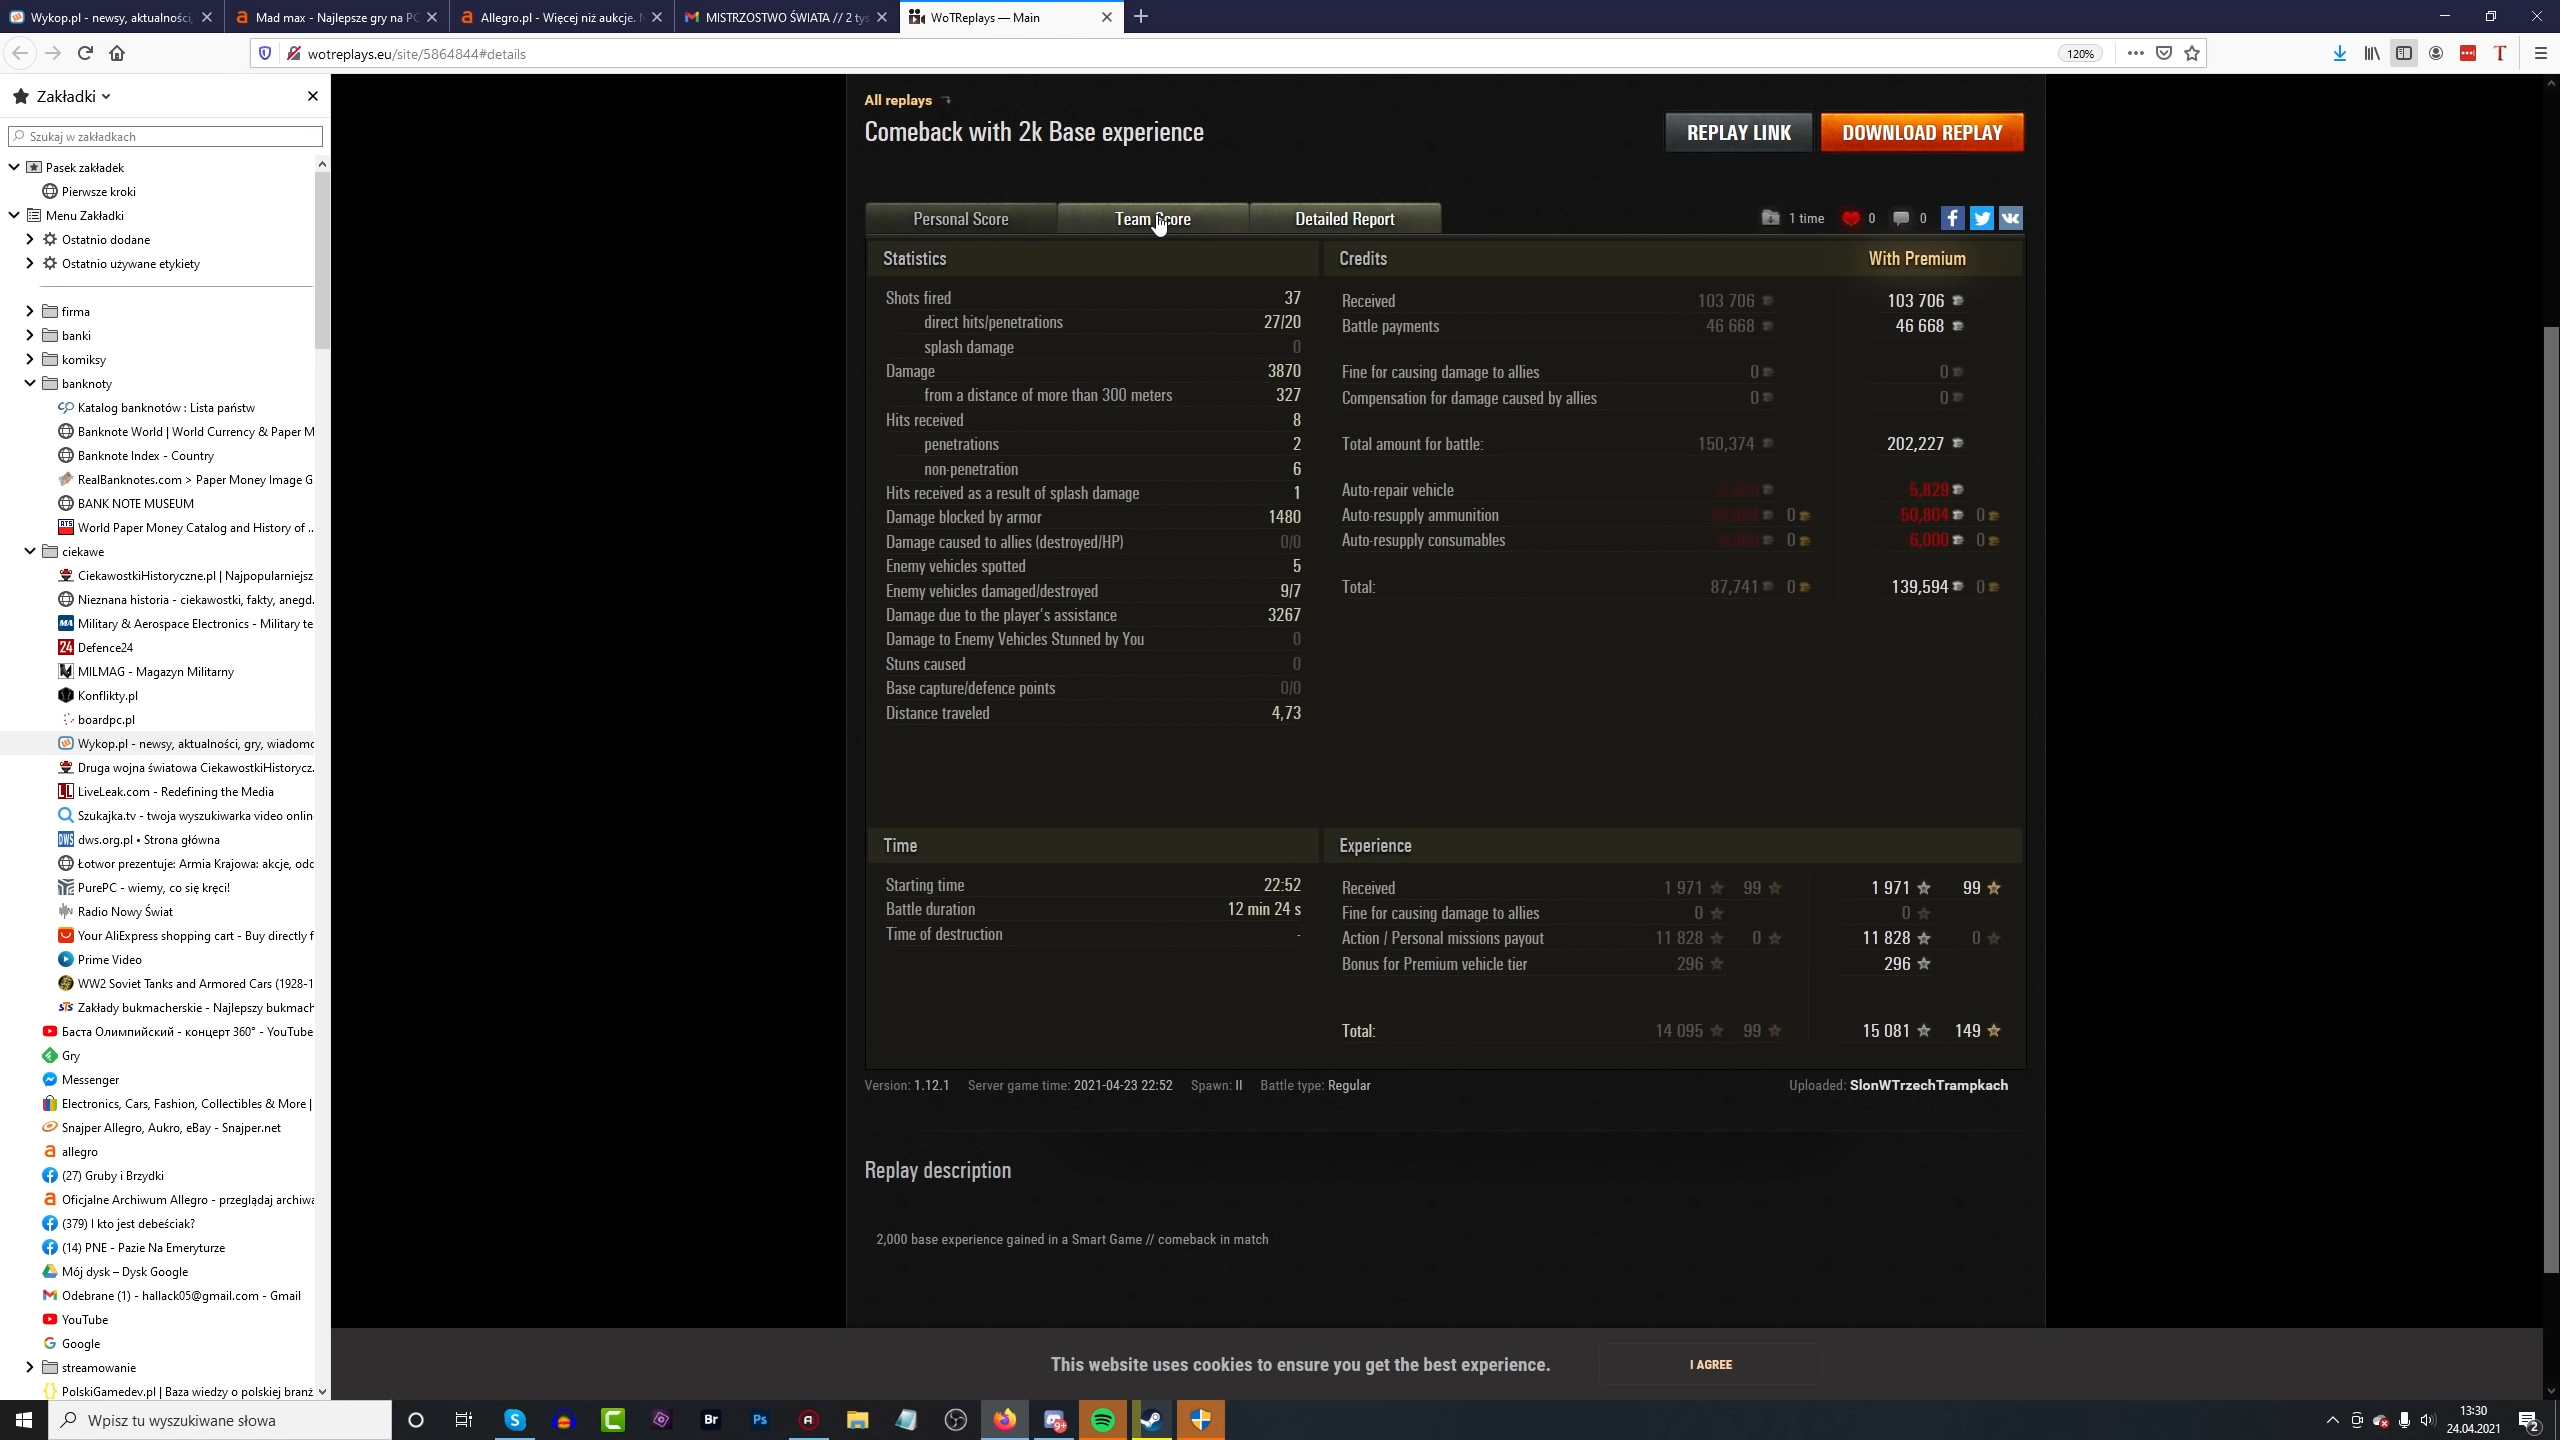 Wykop.pl - newsy, aktualności,
Mad max - Najlepsze gry na PC
Allegro.pl - Więcej niż aukcje. N
MISTRZOSTWO ŚWIATA // 2 tyś
WoTReplays — Main
wotreplays.eu/site/5864844#details
120%
Zakładki
Szukaj w zakładkach
Pasek zakładek
Pierwsze kroki
Menu Zakładki
Ostatnio dodane
Ostatnio używane etykiety
firma
banki
komiksy
banknoty
Katalog banknotów : Lista państw
Banknote World | World Currency & Paper M
Banknote Index - Country
RealBanknotes.com > Paper Money Image G
BANK NOTE MUSEUM
World Paper Money Catalog and History of ..
ciekawe
CiekawostkiHistoryczne.pl | Najpopularniejsz
Nieznana historia - ciekawostki, fakty, anegd.
Military & Aerospace Electronics - Military te
Defence24
MILMAG - Magazyn Militarny
Konflikty.pl
boardpc.pl
Wykop.pl - newsy, aktualności, gry, wiadomo
Druga wojna światowa CiekawostkiHistorycz.
LiveLeak.com - Redefining the Media
Szukajka.tv - twoja wyszukiwarka video onlin
dws.org.pl • Strona główna
Łotwor prezentuje: Armia Krajowa: akcje, odd
PurePC - wiemy, co się kręci!
Radio Nowy Świat
Your AliExpress shopping cart - Buy directly f
Prime Video
WW2 Soviet Tanks and Armored Cars (1928-1
Zakłady bukmacherskie - Najlepszy bukmach
Баста Олимпийский - концерт 360° - YouTube
Gry
Messenger
Electronics, Cars, Fashion, Collectibles & More |
Snajper Allegro, Aukro, eBay - Snajper.net
allegro
(27) Gruby i Brzydki
Oficjalne Archiwum Allegro - przeglądaj archiwa
(379) I kto jest debeściak?
(14) PNE - Pazie Na Emeryturze
Mój dysk – Dysk Google
Odebrane (1) - hallack05@gmail.com - Gmail
YouTube
Google
streamowanie
PolskiGamedev.pl | Baza wiedzy o polskiej branż
All replays
Comeback with 2k Base experience
REPLAY LINK
DOWNLOAD REPLAY
Personal Score
Team Score
Detailed Report
1 time
0
0
Statistics
Shots fired 37
direct hits/penetrations 27/20
splash damage 0
Damage 3870
from a distance of more than 300 meters 327
Hits received 8
penetrations 2
non-penetration 6
Hits received as a result of splash damage 1
Damage blocked by armor 1480
Damage caused to allies (destroyed/HP) 0/0
Enemy vehicles spotted 5
Enemy vehicles damaged/destroyed 9/7
Damage due to the player's assistance 3267
Damage to Enemy Vehicles Stunned by You 0
Stuns caused 0
Base capture/defence points 0/0
Distance traveled 4,73
Credits With Premium
Received 103 706 103 706
Battle payments 46 668 46 668
Fine for causing damage to allies 0 0
Compensation for damage caused by allies 0 0
Total amount for battle: 150,374 202,227
Auto-repair vehicle -5,829
Auto-resupply ammunition 0 -50,804 0
Auto-resupply consumables 0 -6,000 0
Total: 87,741 0 139,594 0
Time
Starting time 22:52
Battle duration 12 min 24 s
Time of destruction -
Experience
Received 1 971 99 1 971 99
Fine for causing damage to allies 0 0
Action / Personal missions payout 11 828 0 11 828 0
Bonus for Premium vehicle tier 296 296
Total: 14 095 99 15 081 149
Version: 1.12.1 Server game time: 2021-04-23 22:52 Spawn: II Battle type: Regular
Uploaded: SlonWTrzechTrampkach
Replay description
2,000 base experience gained in a Smart Game // comeback in match
This website uses cookies to ensure you get the best experience.
I AGREE
Wpisz tu wyszukiwane słowa
Br
Ps
9+
13:30
24.04.2021
2